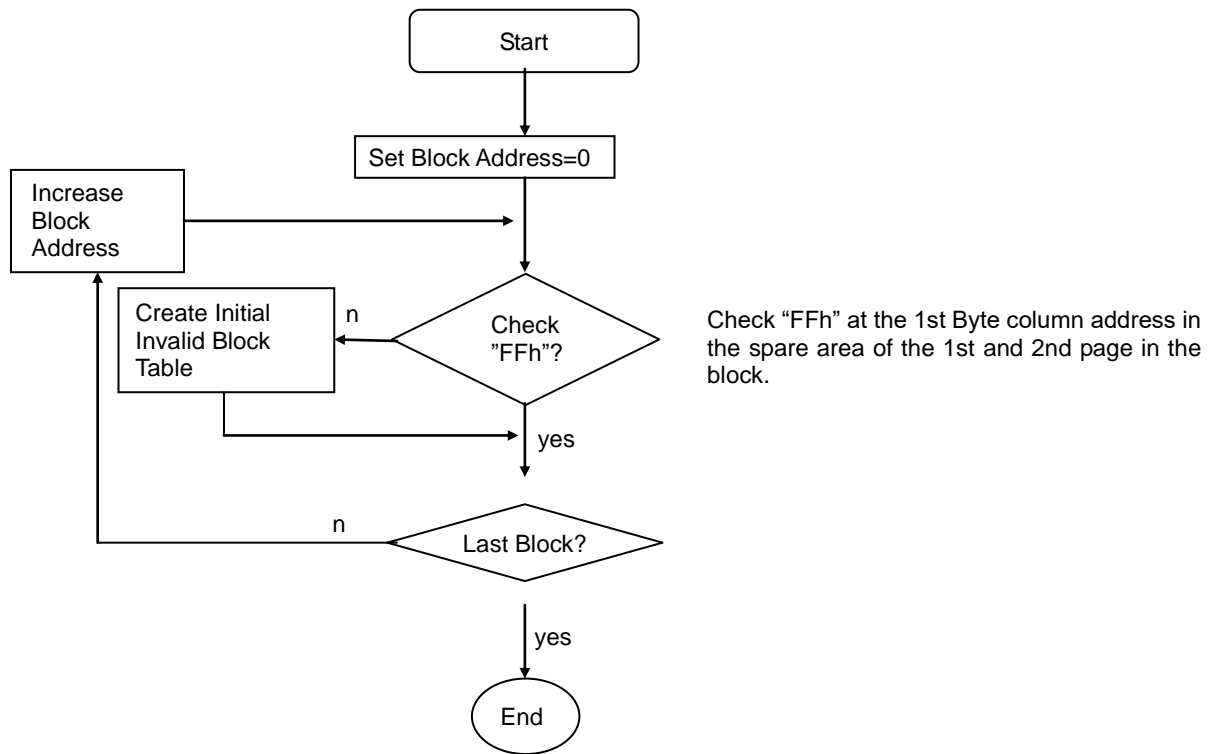 Start
Set Block Address=0
Increase
Block
Address
Create Initial
Invalid Block
Table
n
Check
”FFh”?
Check “FFh” at the 1st Byte column address in
the spare area of the 1st and 2nd page in the
block.
yes
n
Last Block?
yes
End